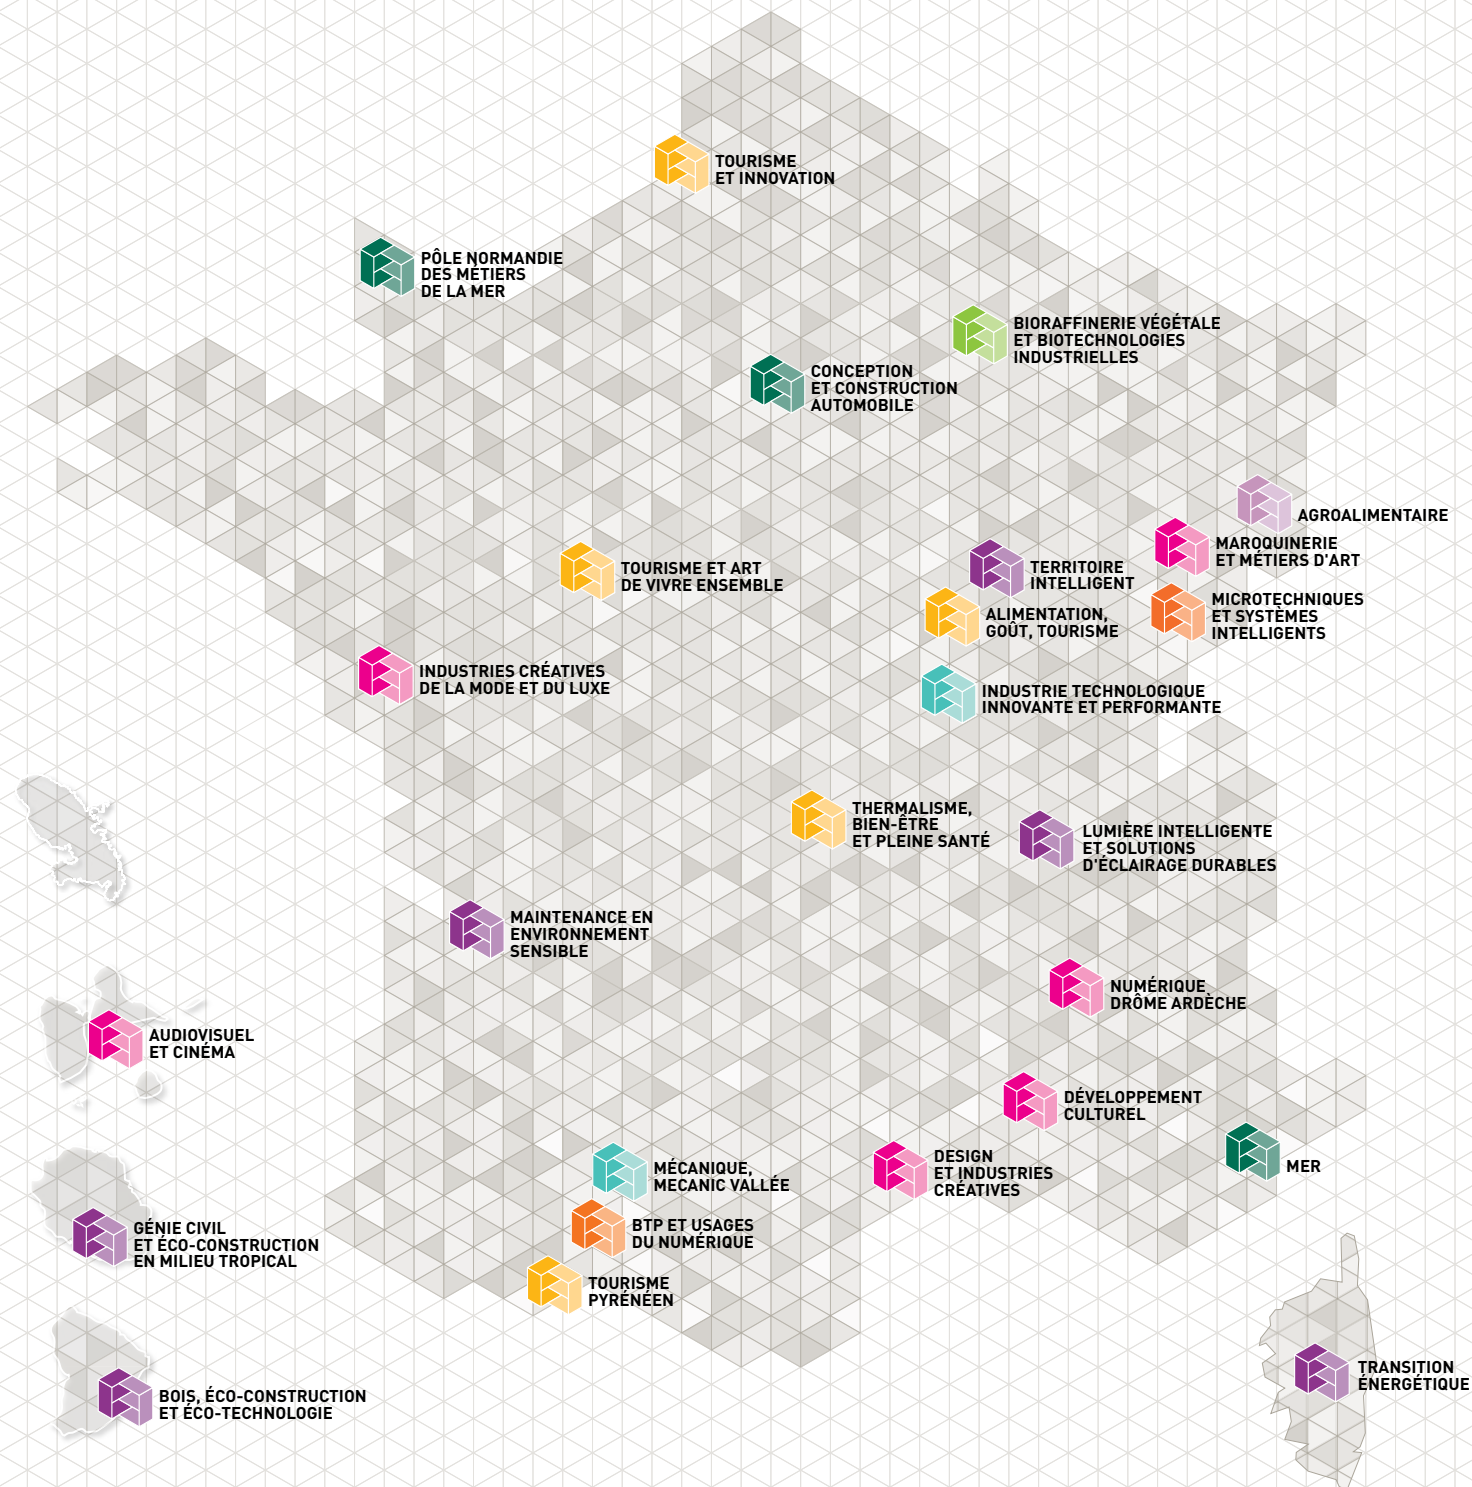 TOURISME
ET INNOVATION
PÔLE NORMANDIE
DES MÉTIERS
DE LA MER
BIORAFFINERIE VÉGÉTALE
ET BIOTECHNOLOGIES
INDUSTRIELLES
CONCEPTION
ET CONSTRUCTION
AUTOMOBILE
AGROALIMENTAIRE
MAROQUINERIE
ET MÉTIERS D'ART
TOURISME ET ART
DE VIVRE ENSEMBLE
TERRITOIRE
INTELLIGENT
MICROTECHNIQUES
ET SYSTÈMES
INTELLIGENTS
ALIMENTATION,
GOÛT, TOURISME
INDUSTRIES CRÉATIVES
DE LA MODE ET DU LUXE
INDUSTRIE TECHNOLOGIQUE
INNOVANTE ET PERFORMANTE
THERMALISME,
BIEN-ÊTRE
ET PLEINE SANTÉ
LUMIÈRE INTELLIGENTE
ET SOLUTIONS
D'ÉCLAIRAGE DURABLES
MAINTENANCE EN
ENVIRONNEMENT
SENSIBLE
NUMÉRIQUE
DRÔME ARDÈCHE
AUDIOVISUEL
ET CINÉMA
DÉVELOPPEMENT
CULTUREL
DESIGN
ET INDUSTRIES
CRÉATIVES
MER
MÉCANIQUE,
MECANIC VALLÉE
BTP ET USAGES
DU NUMÉRIQUE
GÉNIE CIVIL
ET ÉCO-CONSTRUCTION
EN MILIEU TROPICAL
TOURISME
PYRÉNÉEN
TRANSITION
ÉNERGÉTIQUE
BOIS, ÉCO-CONSTRUCTION
ET ÉCO-TECHNOLOGIE